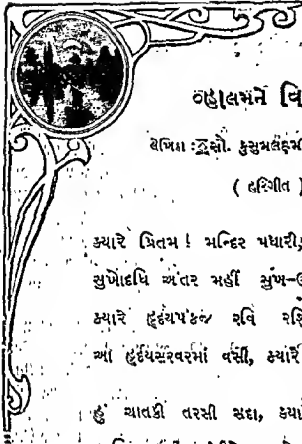 વ્હાલમને વિ
લેખિકા : સૌ. કુસુમલક્ષ્મ
( હરિગીત )
ક્યારે પ્રિતમ ! મન્દિર પધારી,
સુખોદધિ અંતર મહીં સુખ-ઉ
ક્યારે હૃદયપંકજ રવિ રશિ
આ હૃદયસરવરમાં વસી, ક્યારે
હું ચાતકી તરસી સદા, ક્યા